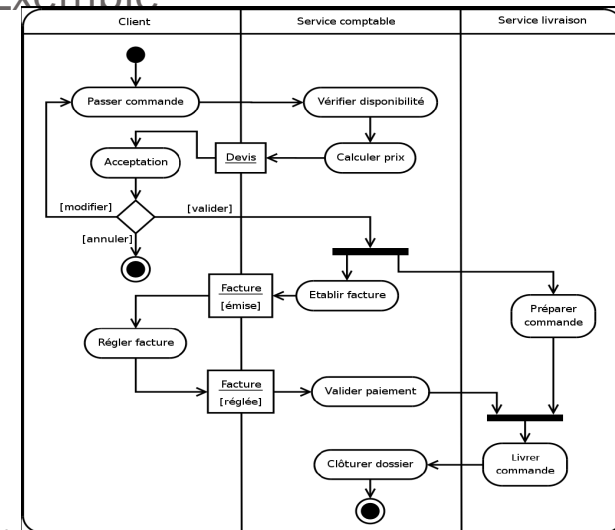 Exemple
Client
Service comptable
Service livraison
Passer commande
Vérifier disponibilité
Acceptation
Devis
Calculer prix
[modifier]
[valider]
[annuler]
Facture
[émise]
Etablir facture
Préparer
commande
Régler facture
Facture
[réglée]
Valider paiement
Clôturer dossier
Livrer
commande